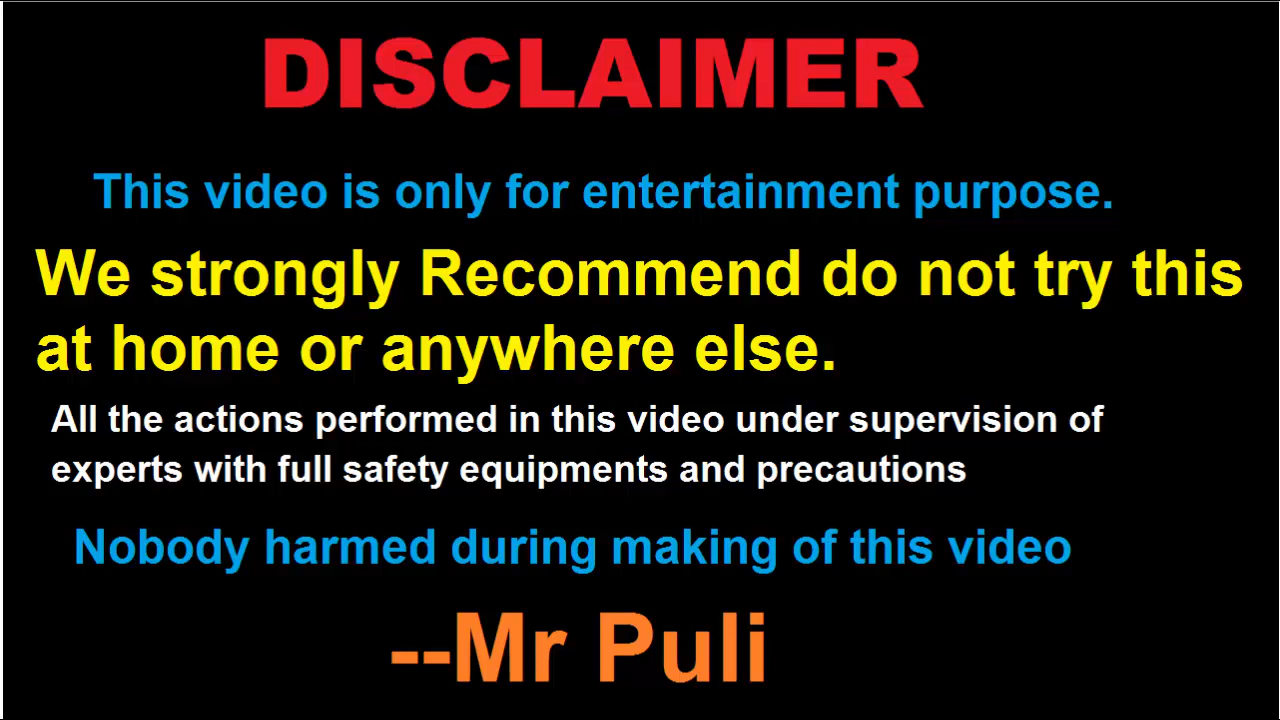 DISCLAIMER
This video is only for entertainment purpose.
We strongly Recommend do not try this
at home or anywhere else.
All the actions performed in this video under supervision of
experts with full safety equipments and precautions
Nobody harmed during making of this video
--Mr Puli